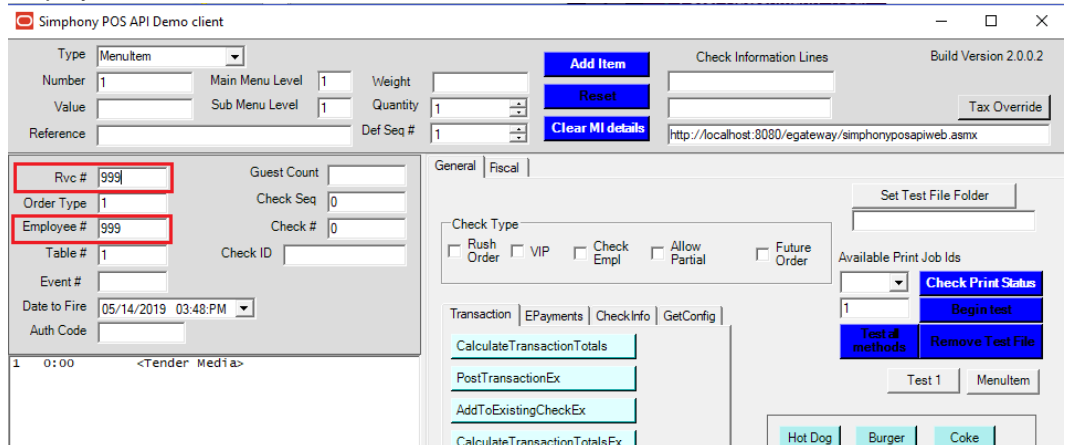 Simphony POS API Demo client
Type MenuItem Add Item Check Information Lines Build Version 2.0.0.2
Number 1 Main Menu Level 1 Weight
Value Sub Menu Level 1 Quantity 1 Reset Tax Override
Reference Def Seq # 1 Clear MI details http://localhost:8080/egateway/simphonyposapiweb.asmx
Rvc # 999 Guest Count
Order Type 1 Check Seq 0
Employee # 999 Check # 0
Table # 1 Check ID
Event #
Date to Fire 05/14/2019 03:48:PM
Auth Code
1 0:00 <Tender Media>
General Fiscal
Set Test File Folder
Check Type
Rush Order VIP Check Empl Allow Partial Future Order
Available Print Job Ids
Check Print Status
1 Begin test
Test all methods Remove Test File
Test 1 MenuItem
Transaction EPayments CheckInfo GetConfig
CalculateTransactionTotals
PostTransactionEx
AddToExistingCheckEx
CalculateTransactionTotalsEx
Hot Dog Burger Coke